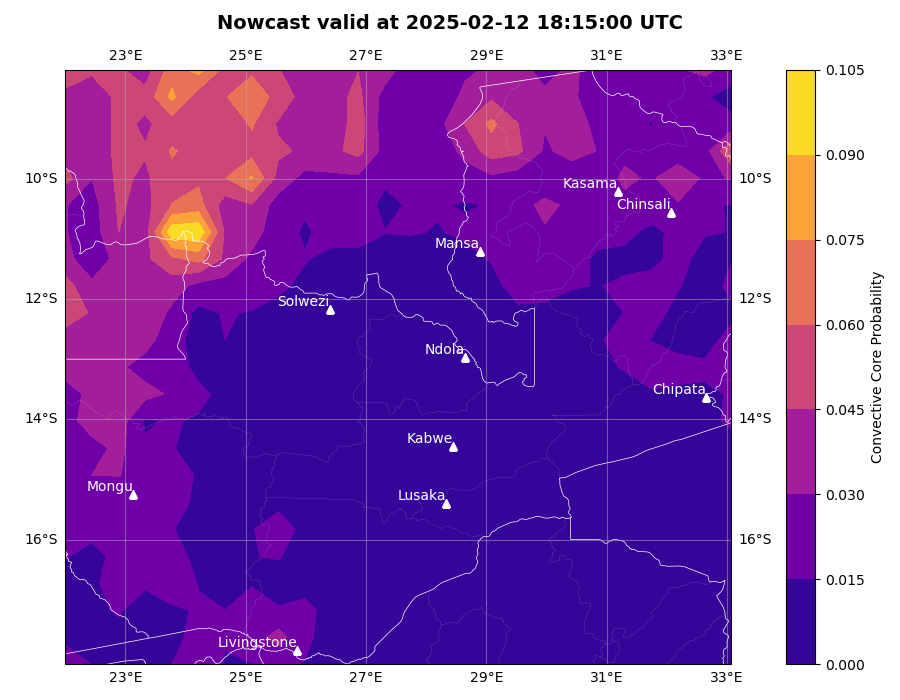 Nowcast valid at 2025-02-12 18:15:00 UTC
23°E 25°E 27°E 29°E 31°E 33°E
0.105
0.090
10°S 10°S
Kasama
Chinsali
0.075
Mansa
12°S 12°S
Solwezi
0.060
Ndola
Chipata
0.045
14°S 14°S
Kabwe
Mongu
Lusaka
0.030
16°S 16°S
0.015
Livingstone
0.000
23°E 25°E 27°E 29°E 31°E 33°E
Convective Core Probability